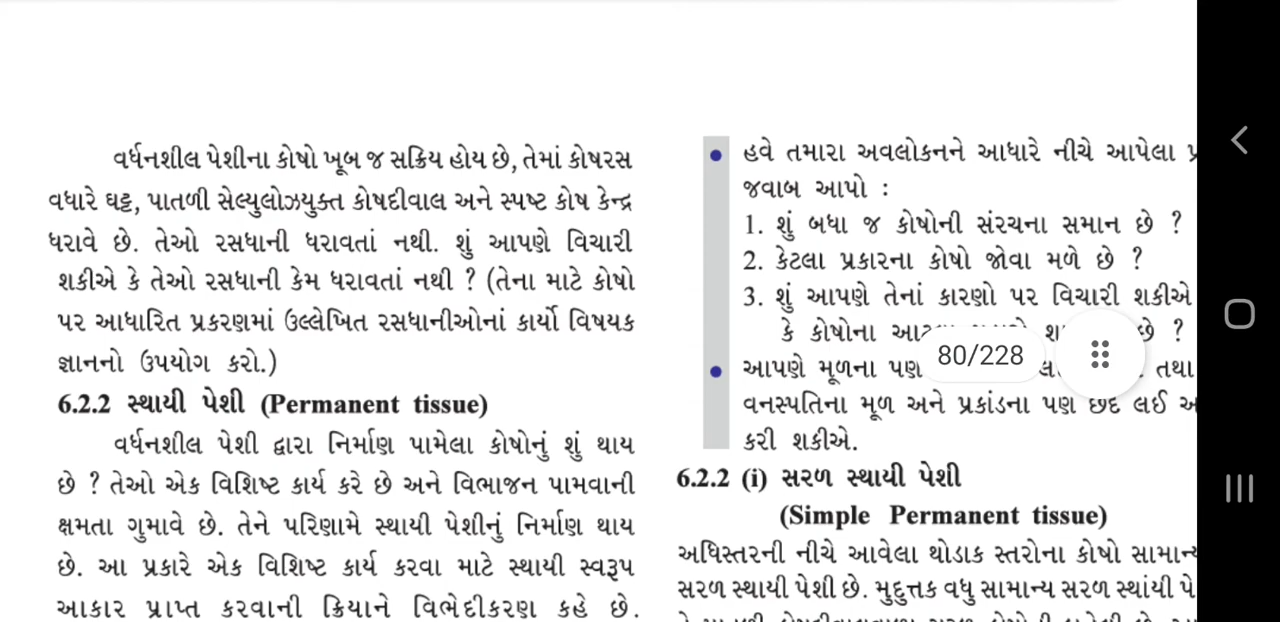 વર્ધનશીલ પેશીના કોષો ખૂબ જ સક્રિય હોય છે, તેમાં કોષરસ
વધારે ઘટ્ટ, પાતળી સેલ્યુલોઝયુક્ત કોષદીવાલ અને સ્પષ્ટ કોષ કેન્દ્ર
ધરાવે છે. તેઓ રસધાની ધરાવતાં નથી. શું આપણે વિચારી
શકીએ કે તેઓ રસધાની કેમ ધરાવતાં નથી ? (તેના માટે કોષો
પર આધારિત પ્રકરણમાં ઉલ્લેખિત રસધાનીઓનાં કાર્યો વિષયક
જ્ઞાનનો ઉપયોગ કરો.)
6.2.2 સ્થાયી પેશી (Permanent tissue)
વર્ધનશીલ પેશી દ્વારા નિર્માણ પામેલા કોષોનું શું થાય
છે ? તેઓ એક વિશિષ્ટ કાર્ય કરે છે અને વિભાજન પામવાની
ક્ષમતા ગુમાવે છે. તેને પરિણામે સ્થાયી પેશીનું નિર્માણ થાય
છે. આ પ્રકારે એક વિશિષ્ટ કાર્ય કરવા માટે સ્થાયી સ્વરૂપ
આકાર પ્રાપ્ત કરવાની ક્રિયાને વિભેદીકરણ કહે છે.
• હવે તમારા અવલોકનને આધારે નીચે આપેલા
જવાબ આપો :
1. શું બધા જ કોષોની સંરચના સમાન છે ?
2. કેટલા પ્રકારના કોષો જોવા મળે છે ?
3. શું આપણે તેનાં કારણો પર વિચારી શકીએ
કે કોષોના છે ?
• આપણે મૂળના પણ તથા
વનસ્પતિના મૂળ અને પ્રકાંડના પણ છેદ લઈ
કરી શકીએ.
80/228
6.2.2 (i) સરળ સ્થાયી પેશી
(Simple Permanent tissue)
અધિસ્તરની નીચે આવેલા થોડાક સ્તરોના કોષો સામાન્ય
સરળ સ્થાયી પેશી છે. મુદુત્તક વધુ સામાન્ય સરળ સ્થાંયી